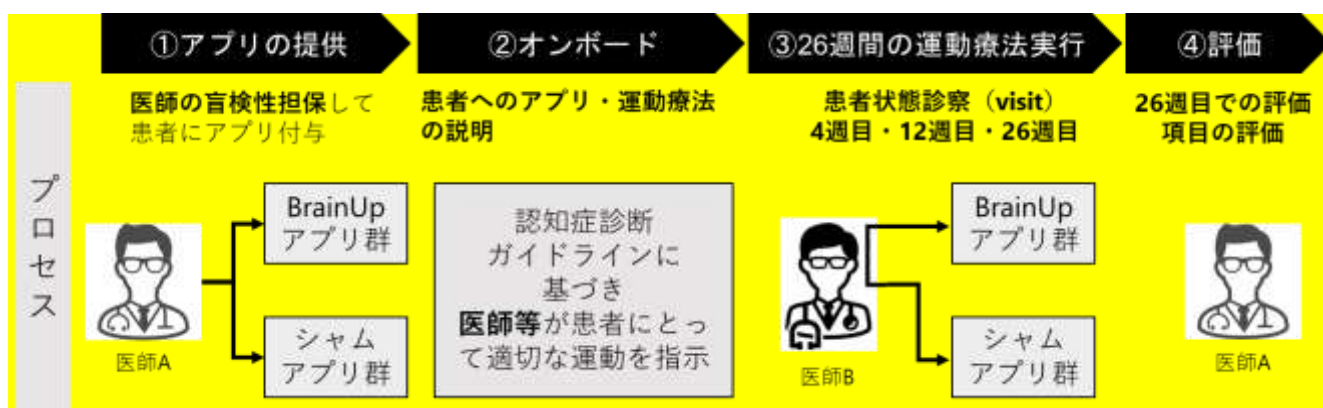 ①アプリの提供
②オンボード
③26週間の運動療法実行
④評価
プロセス
医師の盲検性担保して
患者にアプリ付与
患者へのアプリ・運動療法
の説明
患者状態診察（visit）
4週目・12週目・26週目
26週目での評価
項目の評価
医師A
BrainUp
アプリ群
シャム
アプリ群
認知症診断
ガイドラインに
基づき
医師等が患者にとっ
て適切な運動を指示
医師B
BrainUp
アプリ群
シャム
アプリ群
医師A